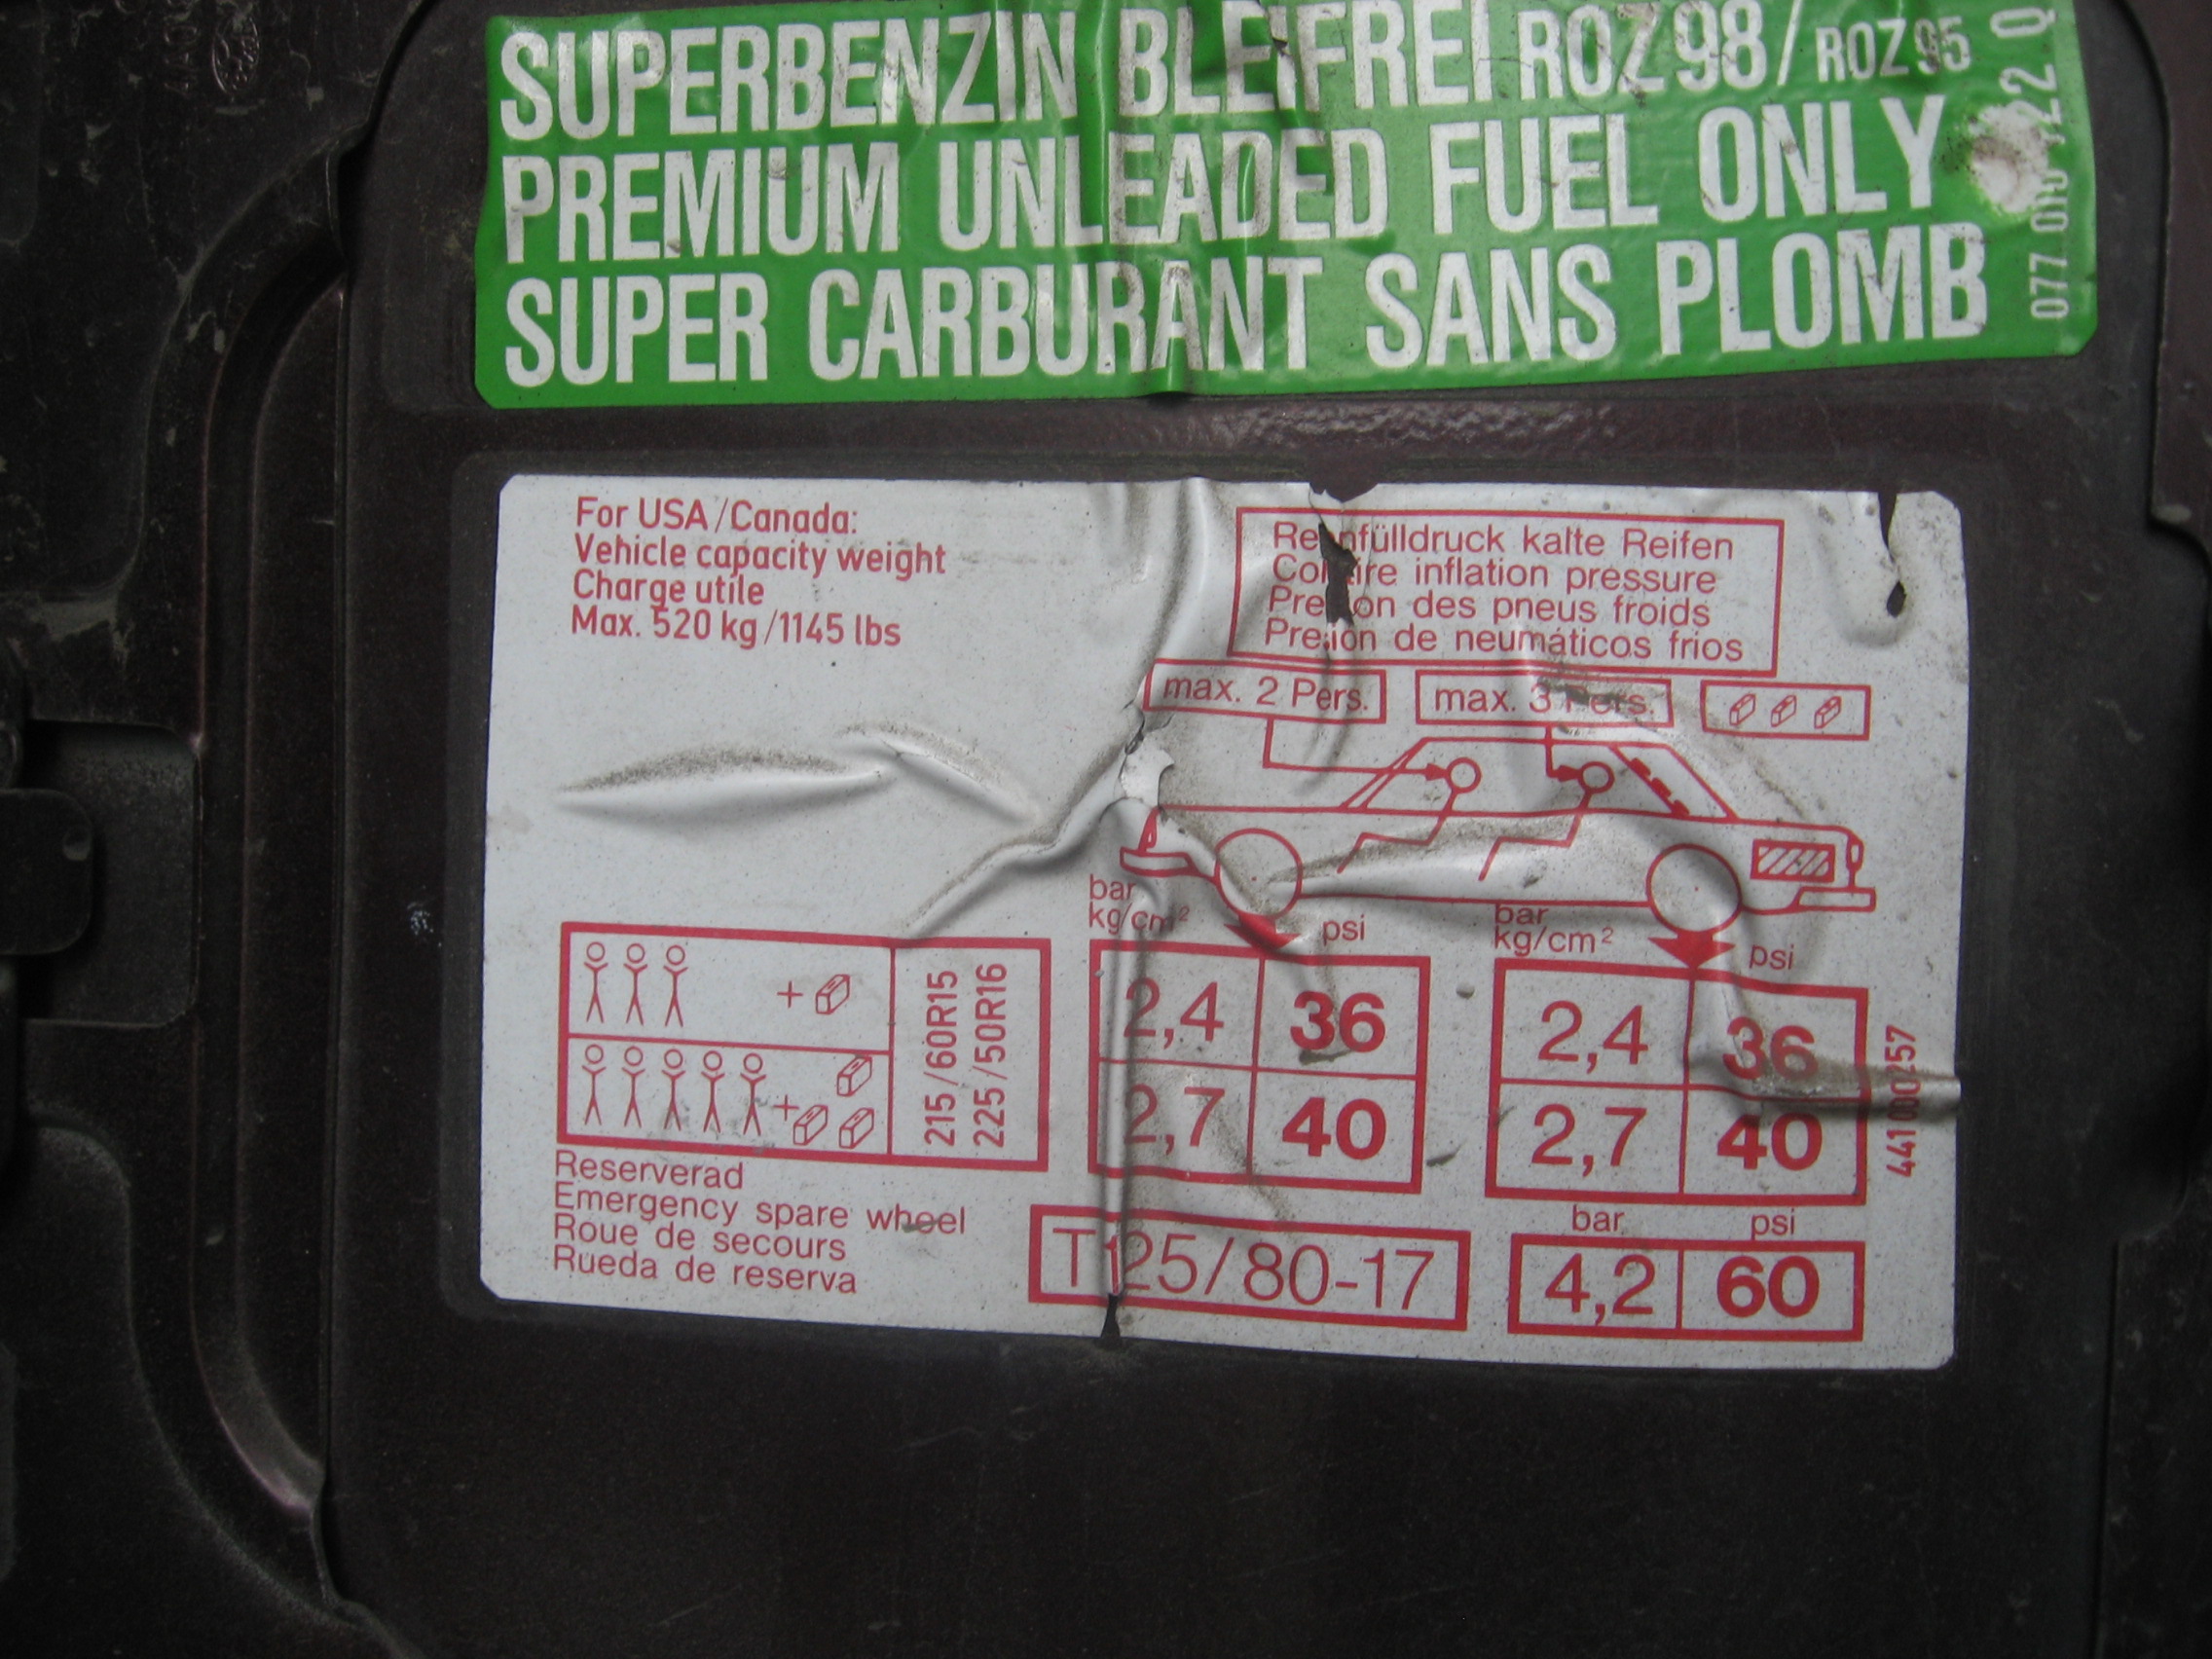 SUPERBENZIN BLEIFREI ROZ 98 / ROZ 95
PREMIUM UNLEADED FUEL ONLY
SUPER CARBURANT SANS PLOMB
077 Q
For USA/Canada:
Vehicle capacity weight
Charge utile
Max. 520 kg/1145 lbs
kalte Reifen
inflation pressure
des pneus froids
de neumáticos frios
max. 2 Pers.
max. 3 Pers.
bar
kg/cm²
psi
bar
kg/cm²
psi
+
215/60R15
225/50R16
2,4 36
2,4 36
+
2,7 40
2,7 40
Reserverad
Emergency spare wheel
Roue de secours
Rueda de reserva
T125/80-17
bar psi
4,2 60